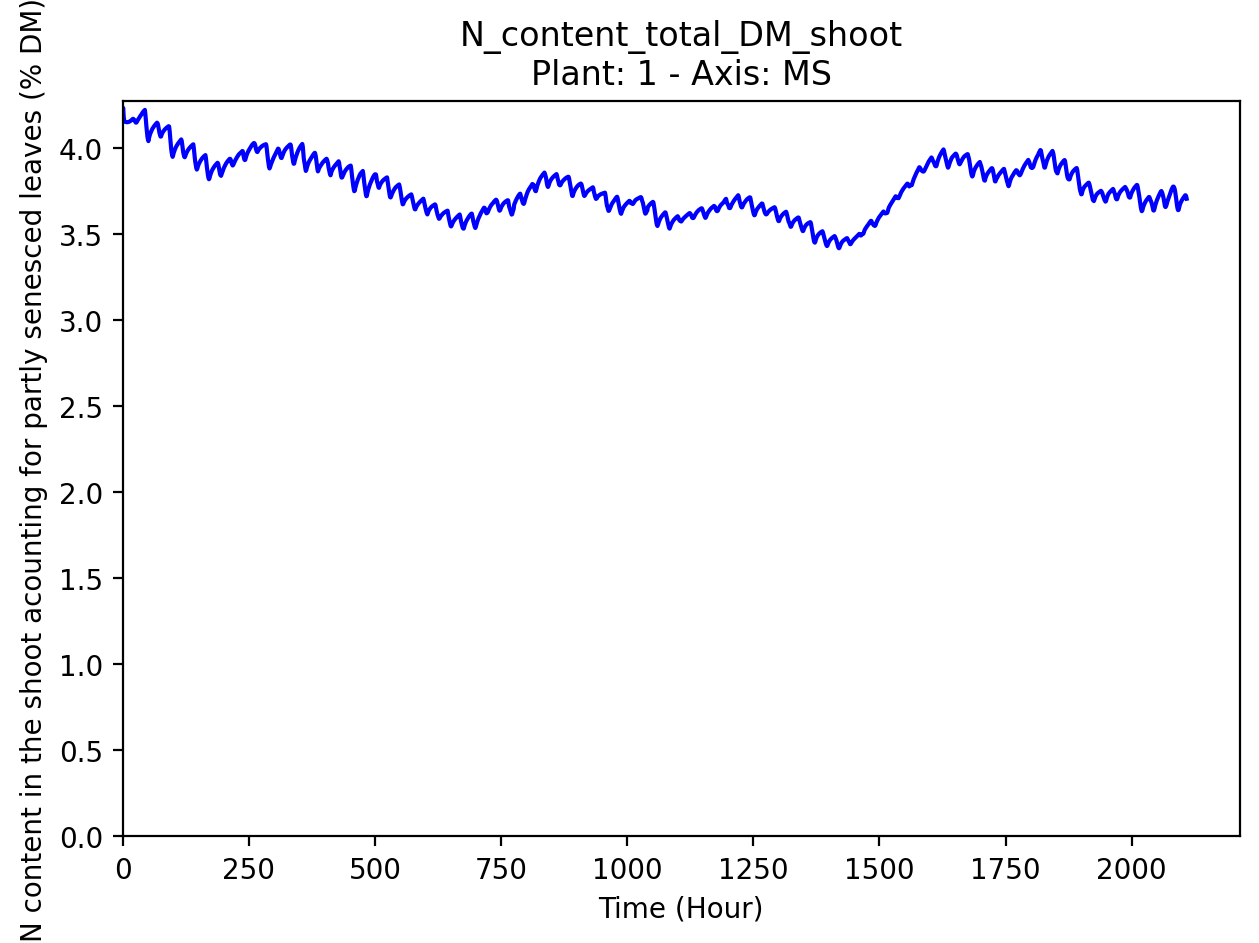 N_content_total_DM_shoot
Plant: 1 - Axis: MS
N content in the shoot acounting for partly senesced leaves (% DM)
4.0
3.5
3.0
2.5
2.0
1.5
1.0
0.5
0.0
0 250 500 750 1000 1250 1500 1750 2000
Time (Hour)